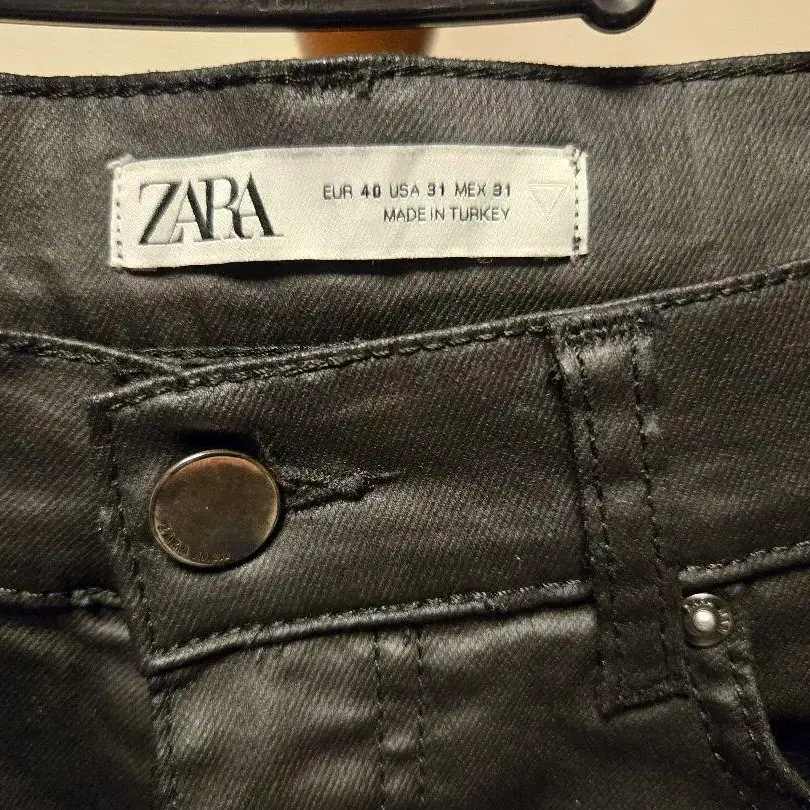 ZARA
EUR 40 USA 31 MEX 31
MADE IN TURKEY